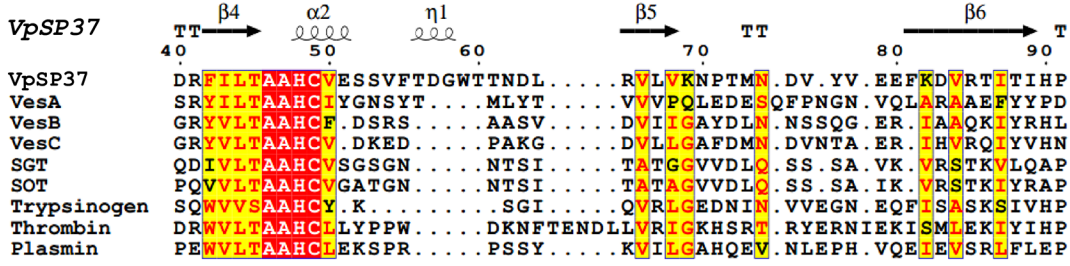 VpSP37 β4 α2 η1 β5 β6
TT TT T
40 50 60 70 80 90
VpSP37 DRFILTAAHCVESSVFTDGWTTNDL.....RVLVKNPTMN.DV.YV.EEFKDVRTITIHP
VesA SRYILTAAHCIYGNSYT....MLYT.....VVVPQLEDESQFPNGN.VQLARAAEFYYPD
VesB GRYVLTAAHCF.DSRS.....AASV.....DVIIGAYDLN.NSSQG.ER.IAAQKIYRHL
VesC GRYVLTAAHCV.DKED.....PAKG.....DVLLGAFDMN.DVNTA.ER.IHVRQIYVHN
SGT QDIVLTAAHCVSGSGN.....NTSI.....TATGGVVDLQ.SS.SA.VK.VRSTKVLQAP
SOT PQVVLTAAHCVGATGN.....NTSI.....TATAGVVDLQ.SS.SA.IK.VRSTKIYRAP
Trypsinogen SQWVVSAAHCY.K.........SGI.....QVRLGEDNIN.VVEGN.EQFISASKSIVHP
Thrombin DRWVLTAAHCLLYPPW.....DKNFTENDLLVRIGKHSRT.RYERNIEKISMLEKIYIHP
Plasmin PEWVLTAAHCLEKSPR.....PSSY.....KVILGAHQEV.NLEPH.VQEIEVSRLFLEP